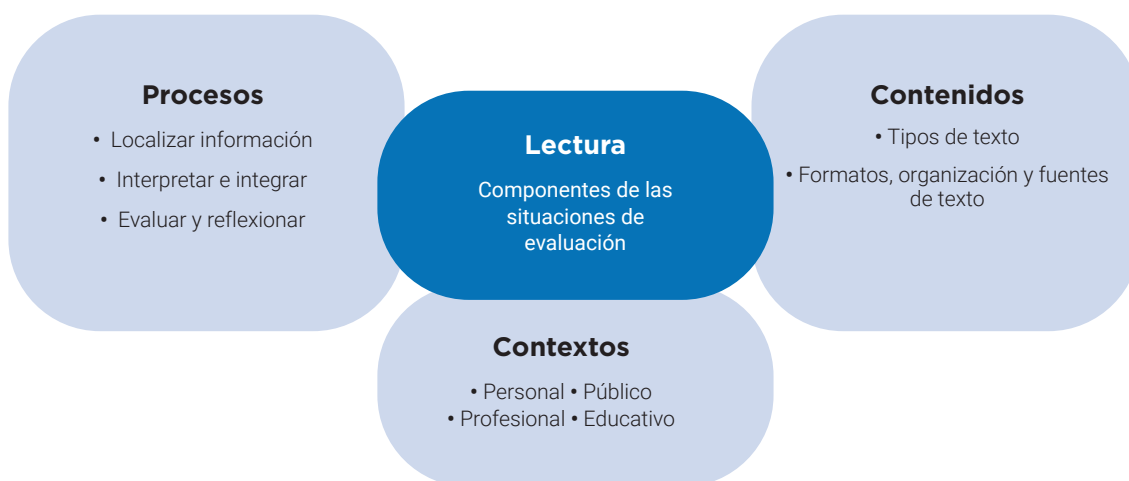 Procesos
• Localizar información
• Interpretar e integrar
• Evaluar y reflexionar
Lectura
Componentes de las
situaciones de
evaluación
Contenidos
• Tipos de texto
• Formatos, organización y fuentes
de texto
Contextos
• Personal • Público
• Profesional • Educativo